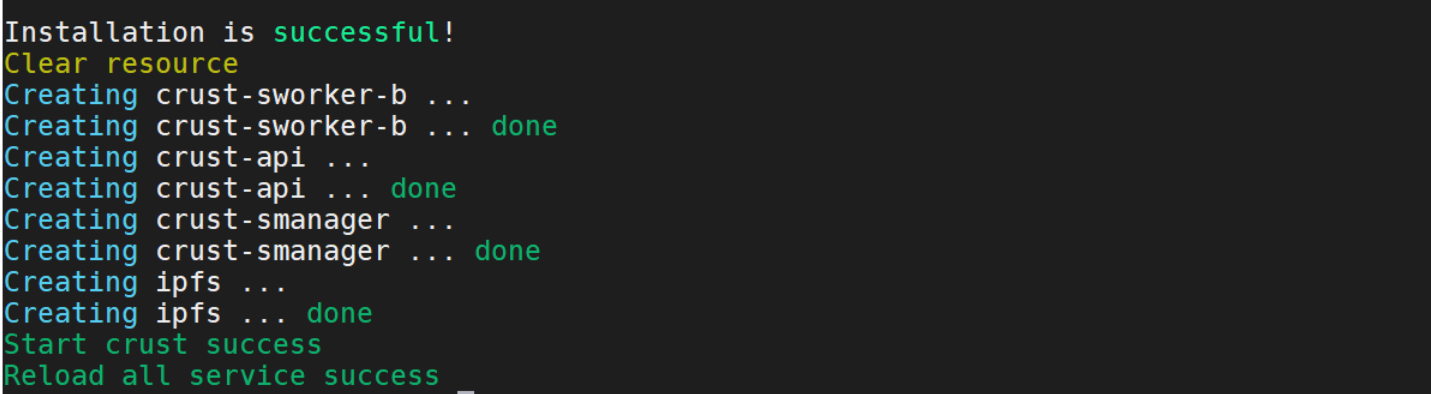 Installation is successful!
Clear resource
Creating crust-sworker-b ...
Creating crust-sworker-b ... done
Creating crust-api ...
Creating crust-api ... done
Creating crust-smanager ...
Creating crust-smanager ... done
Creating ipfs ...
Creating ipfs ... done
Start crust success
Reload all service success